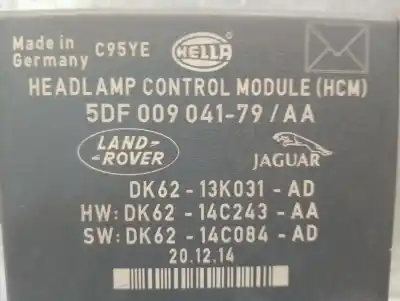 Made in
Germany
C95YE
HELLA
HEADLAMP CONTROL MODULE (HCM)
5DF 009 041-79 / AA
LAND-
ROVER
JAGUAR
DK62 - 13K031 - AD
HW: DK62 - 14C243 - AA
SW: DK62 - 14C084 - AD
20.12.14